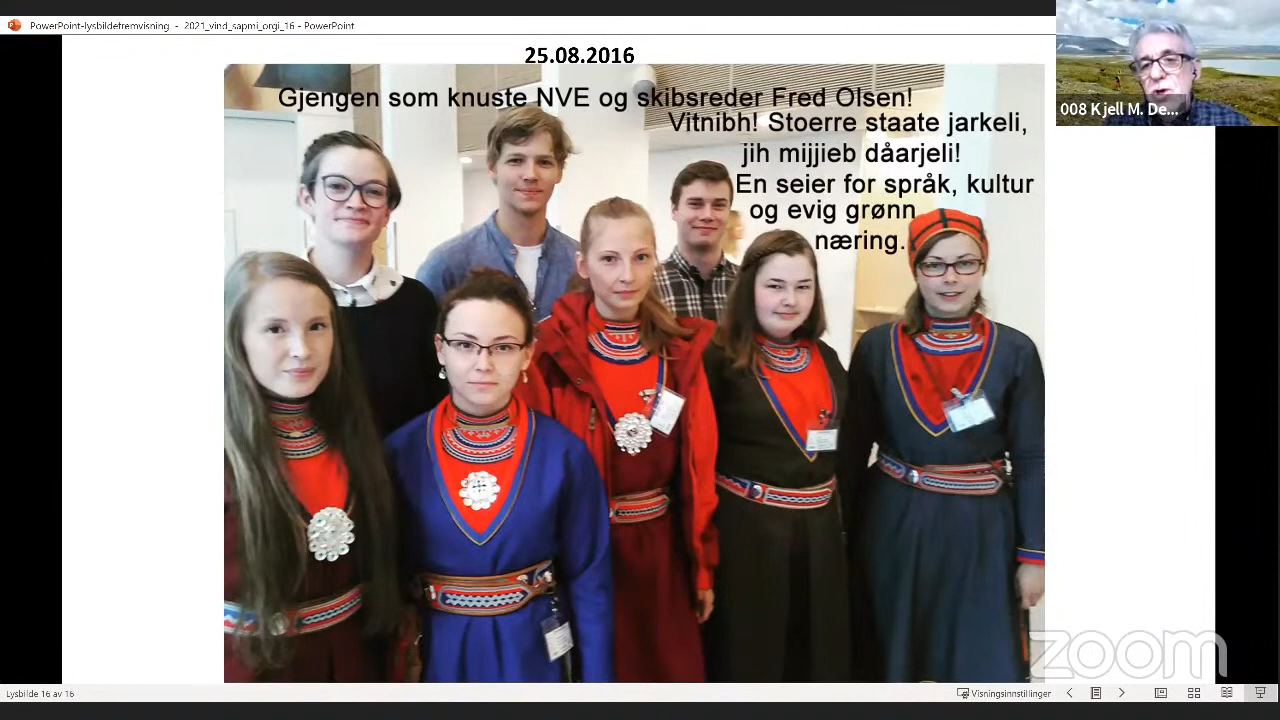 PowerPoint-lysbildefremvisning - 2021_vind_sapmi_orgi_16 - PowerPoint
25.08.2016
008 Kjell M. De...
Gjengen som knuste NVE og skibsreder Fred Olsen!
Vitnibh! Stoerre staate jarkeli,
jih mijjieb dåarjeli!
En seier for språk, kultur
og evig grønn
næring.
zoom
Lysbilde 16 av 16
Visningsinnstillinger